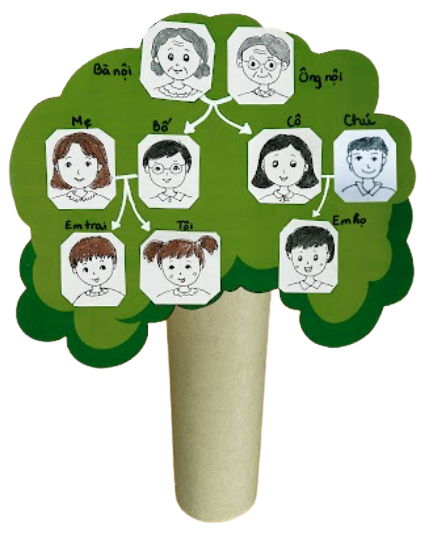 Bà nội
Ông nội
Mẹ
Bố
Cô
Chú
Em trai
Tôi
Em họ